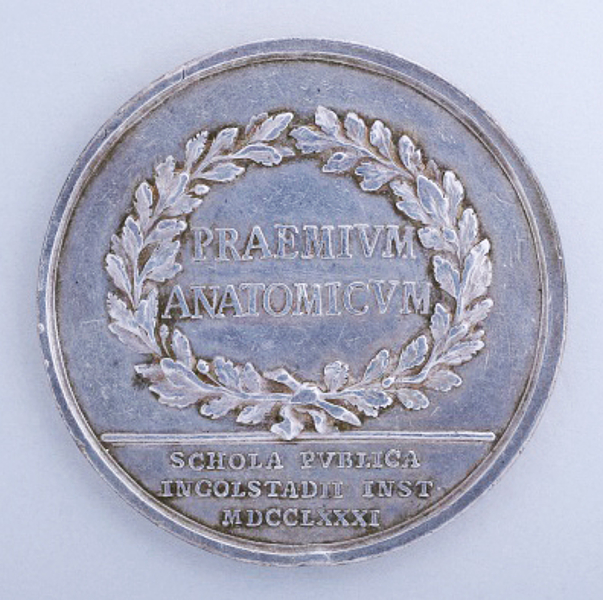 PRAEMIVM
ANATOMICVM
SCHOLA PVBLICA
INGOLSTADII INST·
MDCCLXXXI